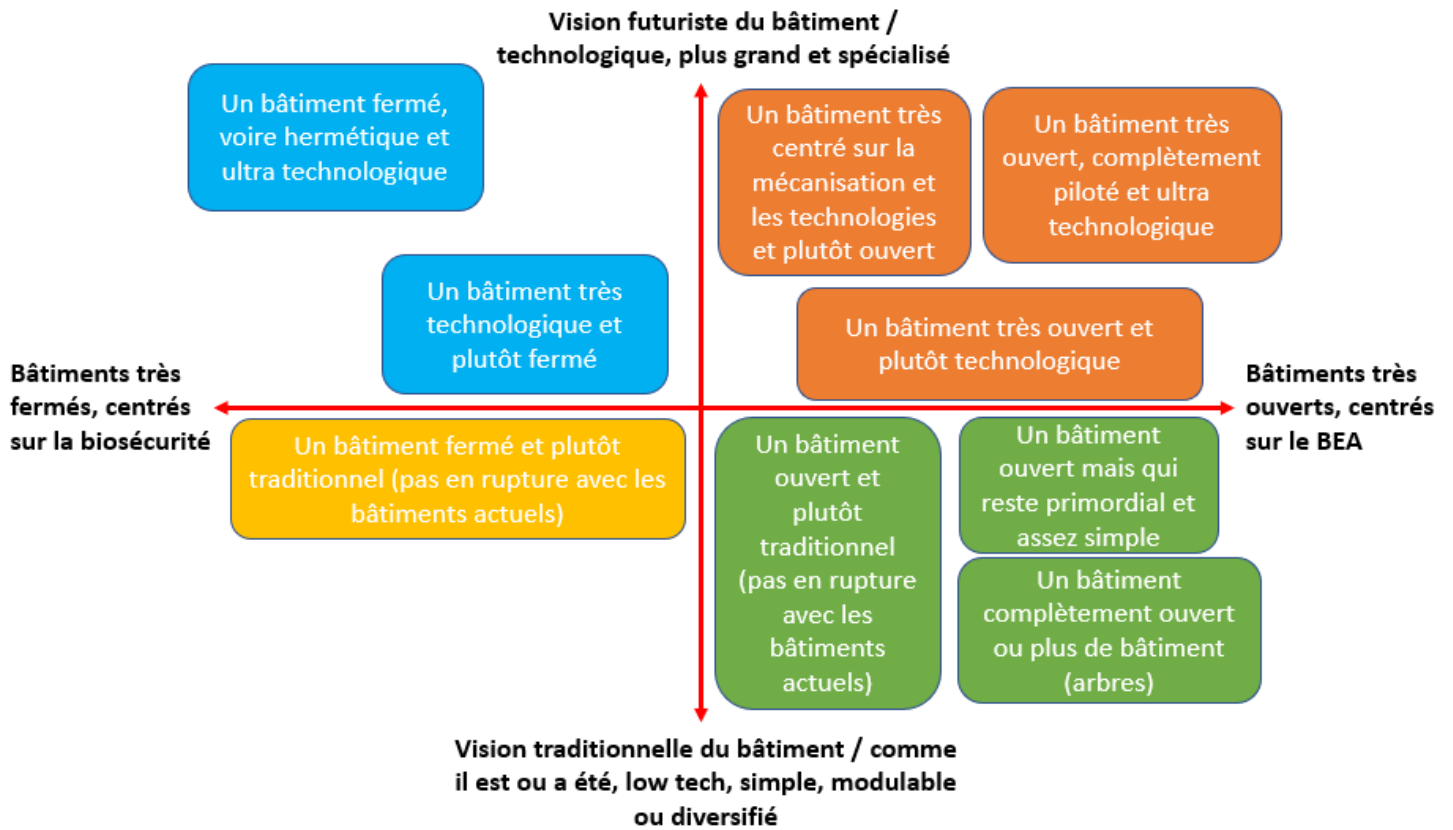 Vision futuriste du bâtiment /
technologique, plus grand et spécialisé
Un bâtiment fermé,
voire hermétique et
ultra technologique
Un bâtiment très
centré sur la
mécanisation et
les technologies
et plutôt ouvert
Un bâtiment très
ouvert, complètement
piloté et ultra
technologique
Un bâtiment très
technologique et
plutôt fermé
Un bâtiment très ouvert et
plutôt technologique
Bâtiments très
fermés, centrés
sur la biosécurité
Bâtiments très
ouverts, centrés
sur le BEA
Un bâtiment fermé et plutôt
traditionnel (pas en rupture avec les
bâtiments actuels)
Un bâtiment
ouvert et
plutôt
traditionnel
(pas en rupture
avec les
bâtiments
actuels)
Un bâtiment
ouvert mais qui
reste primordial et
assez simple
Un bâtiment
complètement ouvert
ou plus de bâtiment
(arbres)
Vision traditionnelle du bâtiment / comme
il est ou a été, low tech, simple, modulable
ou diversifié